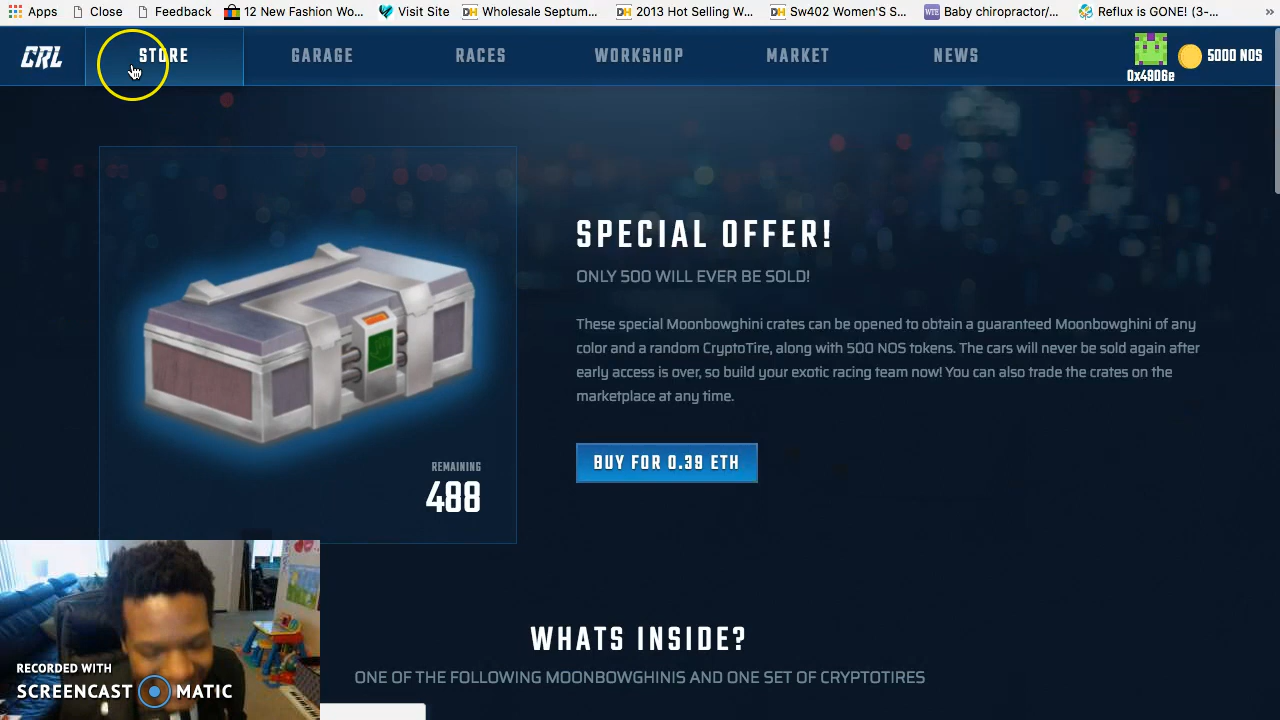 Apps Close Feedback 12 New Fashion Wo... Visit Site DH Wholesale Septum... DH 2013 Hot Selling W... DH Sw402 Women'S S... WTE Baby chiropractor/... Reflux is GONE! (3-... »
CRL STORE GARAGE RACES WORKSHOP MARKET NEWS 5000 NOS
0x4906e
SPECIAL OFFER!
ONLY 500 WILL EVER BE SOLD!
These special Moonbowghini crates can be opened to obtain a guaranteed Moonbowghini of any
color and a random CryptoTire, along with 500 NOS tokens. The cars will never be sold again after
early access is over, so build your exotic racing team now! You can also trade the crates on the
marketplace at any time.
BUY FOR 0.39 ETH
REMAINING
488
WHATS INSIDE?
ONE OF THE FOLLOWING MOONBOWGHINIS AND ONE SET OF CRYPTOTIRES
RECORDED WITH
SCREENCAST MATIC